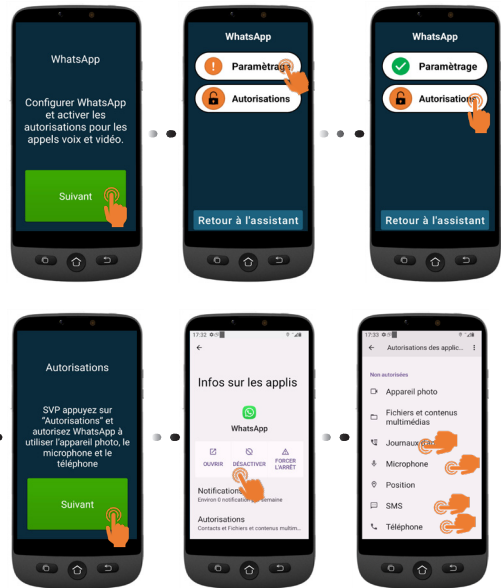 WhatsApp
Configurer WhatsApp
et activer les
autorisations pour les
appels voix et vidéo.
Suivant
WhatsApp
! Paramètrage
Autorisations
Retour à l'assistant
WhatsApp
Paramètrage
Autorisations
Retour à l'assistant
Autorisations
SVP appuyez sur
"Autorisations" et
autorisez WhatsApp à
utiliser l'appareil photo, le
microphone et le
téléphone
Suivant
17:32
Infos sur les applis
WhatsApp
OUVRIR
DÉSACTIVER
FORCER
L'ARRÊT
Notifications
Environ 0 notification par semaine
Autorisations
Contacts et Fichiers et contenus multim...
17:33
Autorisations des applic...
Non autorisées
Appareil photo
Fichiers et contenus
multimédias
Journaux
Microphone
Position
SMS
Téléphone